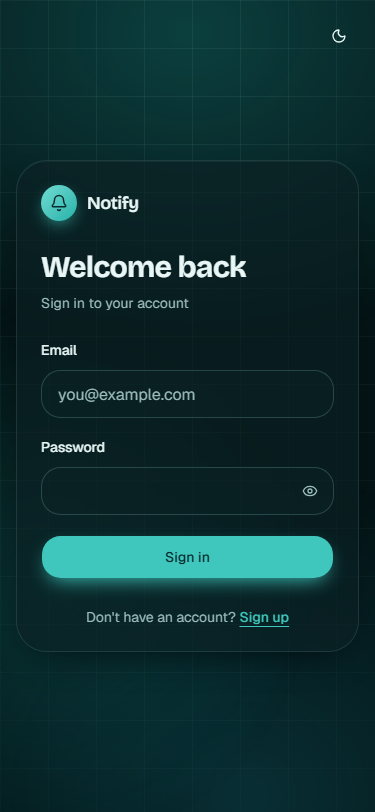 Notify
Welcome back
Sign in to your account
Email
you@example.com
Password
Sign in
Don't have an account? Sign up